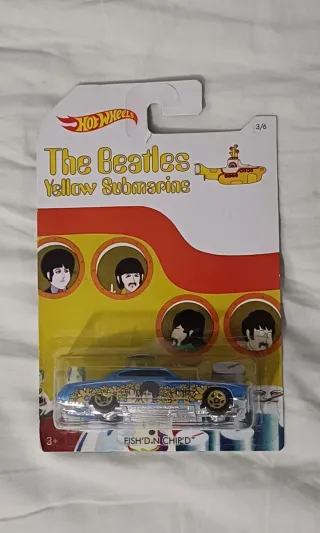 HOT WHEELS
3/6
The Beatles
Yellow Submarine
3+
FISH'D N CHIP'D